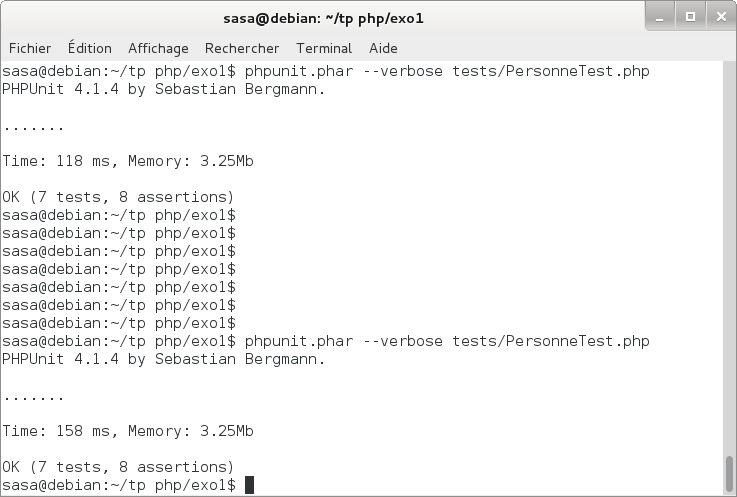 sasa@debian: ~/tp php/exo1
Fichier Édition Affichage Rechercher Terminal Aide
sasa@debian:~/tp php/exo1$ phpunit.phar --verbose tests/PersonneTest.php
PHPUnit 4.1.4 by Sebastian Bergmann.
.......
Time: 118 ms, Memory: 3.25Mb
OK (7 tests, 8 assertions)
sasa@debian:~/tp php/exo1$
sasa@debian:~/tp php/exo1$
sasa@debian:~/tp php/exo1$
sasa@debian:~/tp php/exo1$
sasa@debian:~/tp php/exo1$
sasa@debian:~/tp php/exo1$
sasa@debian:~/tp php/exo1$
sasa@debian:~/tp php/exo1$ phpunit.phar --verbose tests/PersonneTest.php
PHPUnit 4.1.4 by Sebastian Bergmann.
.......
Time: 158 ms, Memory: 3.25Mb
OK (7 tests, 8 assertions)
sasa@debian:~/tp php/exo1$